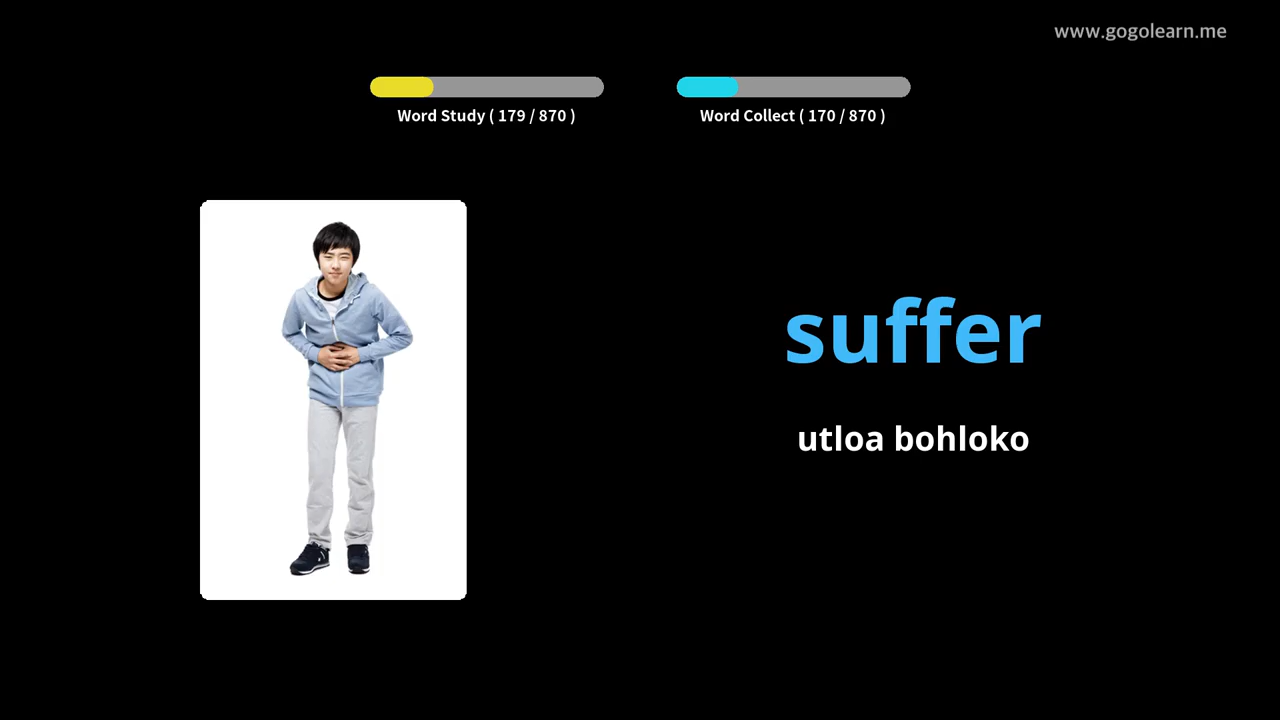 www.gogolearn.me
Word Study ( 179 / 870 )
Word Collect ( 170 / 870 )
suffer
utloa bohloko